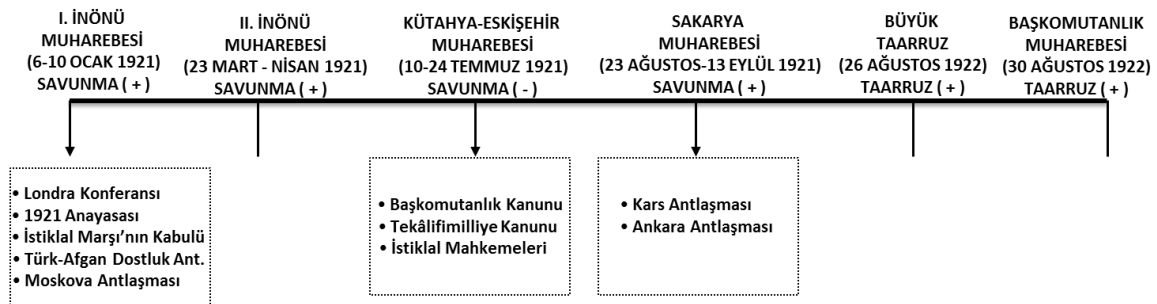 I. İNÖNÜ
MUHAREBESİ
(6-10 OCAK 1921)
SAVUNMA ( + )
II. İNÖNÜ
MUHAREBESİ
(23 MART - NİSAN 1921)
SAVUNMA ( + )
KÜTAHYA-ESKİŞEHİR
MUHAREBESİ
(10-24 TEMMUZ 1921)
SAVUNMA ( - )
SAKARYA
MUHAREBESİ
(23 AĞUSTOS-13 EYLÜL 1921)
SAVUNMA ( + )
BÜYÜK
TAARRUZ
(26 AĞUSTOS 1922)
TAARRUZ ( + )
BAŞKOMUTANLIK
MUHAREBESİ
(30 AĞUSTOS 1922)
TAARRUZ ( + )
• Londra Konferansı
• 1921 Anayasası
• İstiklal Marşı’nın Kabulü
• Türk-Afgan Dostluk Ant.
• Moskova Antlaşması
• Başkomutanlık Kanunu
• Tekâlifimilliye Kanunu
• İstiklal Mahkemeleri
• Kars Antlaşması
• Ankara Antlaşması